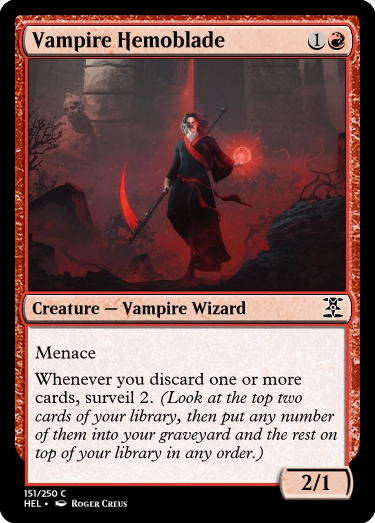 Vampire Hemoblade 1
Creature — Vampire Wizard
Menace
Whenever you discard one or more
cards, surveil 2. (Look at the top two
cards of your library, then put any number
of them into your graveyard and the rest on
top of your library in any order.)
2/1
151/250 C
HEL • Roger Creus